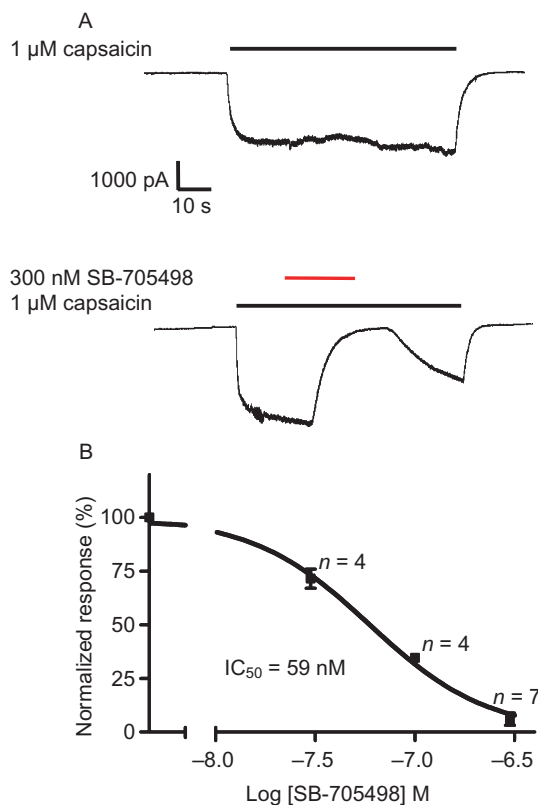 A
1 µM capsaicin
1000 pA
10 s
300 nM SB-705498
1 µM capsaicin
B
Normalized response (%)
100
75
50
25
0
n = 4
n = 4
n = 7
IC50 = 59 nM
–8.0 –7.5 –7.0 –6.5
Log [SB-705498] M